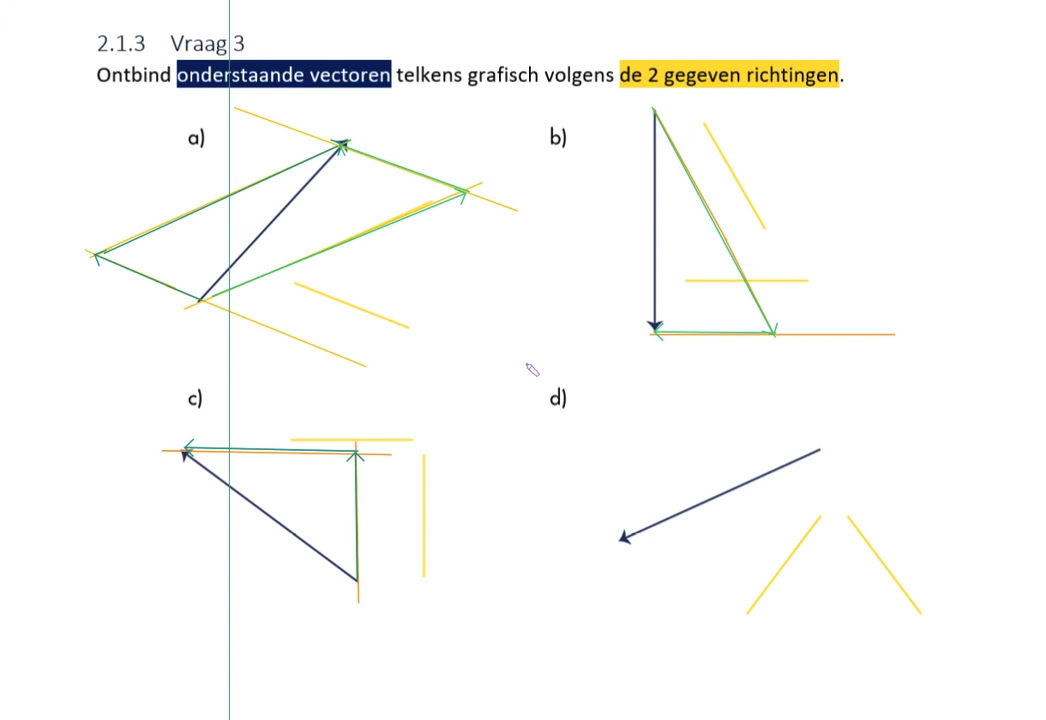 2.1.3 Vraag 3
Ontbind onderstaande vectoren telkens grafisch volgens de 2 gegeven richtingen.
a)
b)
c)
d)